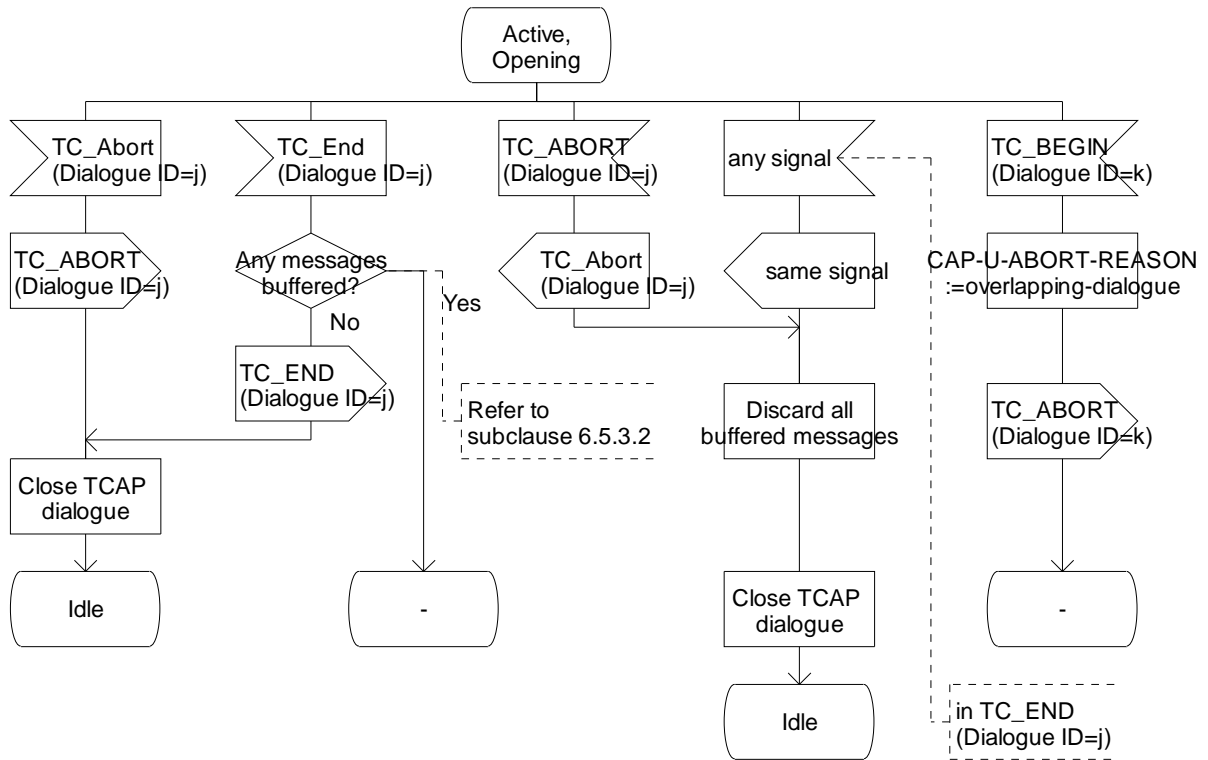 Active,
Opening
TC_Abort
(Dialogue ID=j)
TC_End
(Dialogue ID=j)
TC_ABORT
(Dialogue ID=j)
any signal
TC_BEGIN
(Dialogue ID=k)
TC_ABORT
(Dialogue ID=j)
Any messages
buffered?
TC_Abort
(Dialogue ID=j)
same signal
CAP-U-ABORT-REASON
:=overlapping-dialogue
Yes
No
TC_END
(Dialogue ID=j)
Refer to
subclause 6.5.3.2
Discard all
buffered messages
TC_ABORT
(Dialogue ID=k)
Close TCAP
dialogue
Idle
-
Close TCAP
dialogue
-
Idle
in TC_END
(Dialogue ID=j)